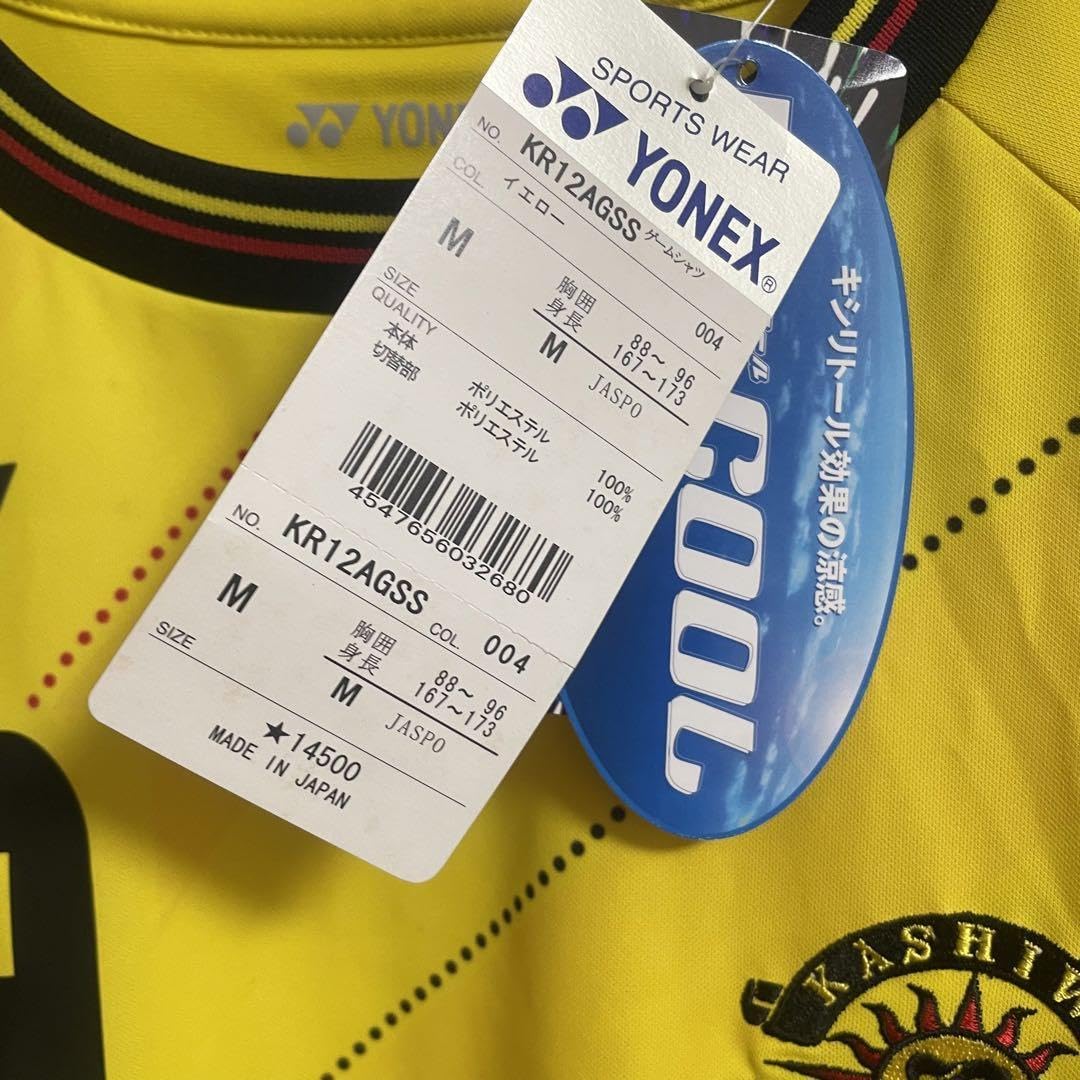 YONEX
SPORTS WEAR
YONEX®
NO. KR12AGSS ゲームシャツ
COL. イエロー 004
M
SIZE 胸囲 88～ 96
身長 167～173
M JASPO
QUALITY
本体 ポリエステル 100%
切替部 ポリエステル 100%
4547656032680
NO. KR12AGSS COL. 004
M
SIZE 胸囲 88～ 96
身長 167～173
M JASPO
★14500
MADE IN JAPAN
COOL
キシリトール効果の涼感。
KASHIW